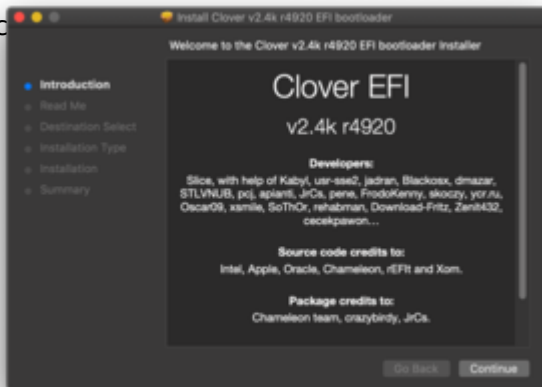 Install Clover v2.4k r4920 EFI bootloader
Welcome to the Clover v2.4k r4920 EFI bootloader Installer
Introduction
Read Me
Destination Select
Installation Type
Installation
Summary
Clover EFI
v2.4k r4920
Developers:
Slice, with help of Kabyl, usr-sse2, jadran, Blackosx, dmazar,
STLVNUB, pcj, apianti, JrCs, pene, FrodoKenny, skoczy, ycr.ru,
Oscar09, xsmile, SoThOr, rehabman, Download-Fritz, Zenit432,
cecekpawon...
Source code credits to:
Intel, Apple, Oracle, Chameleon, rEFIt and Xom.
Package credits to:
Chameleon team, crazybirdy, JrCs.
Go Back
Continue